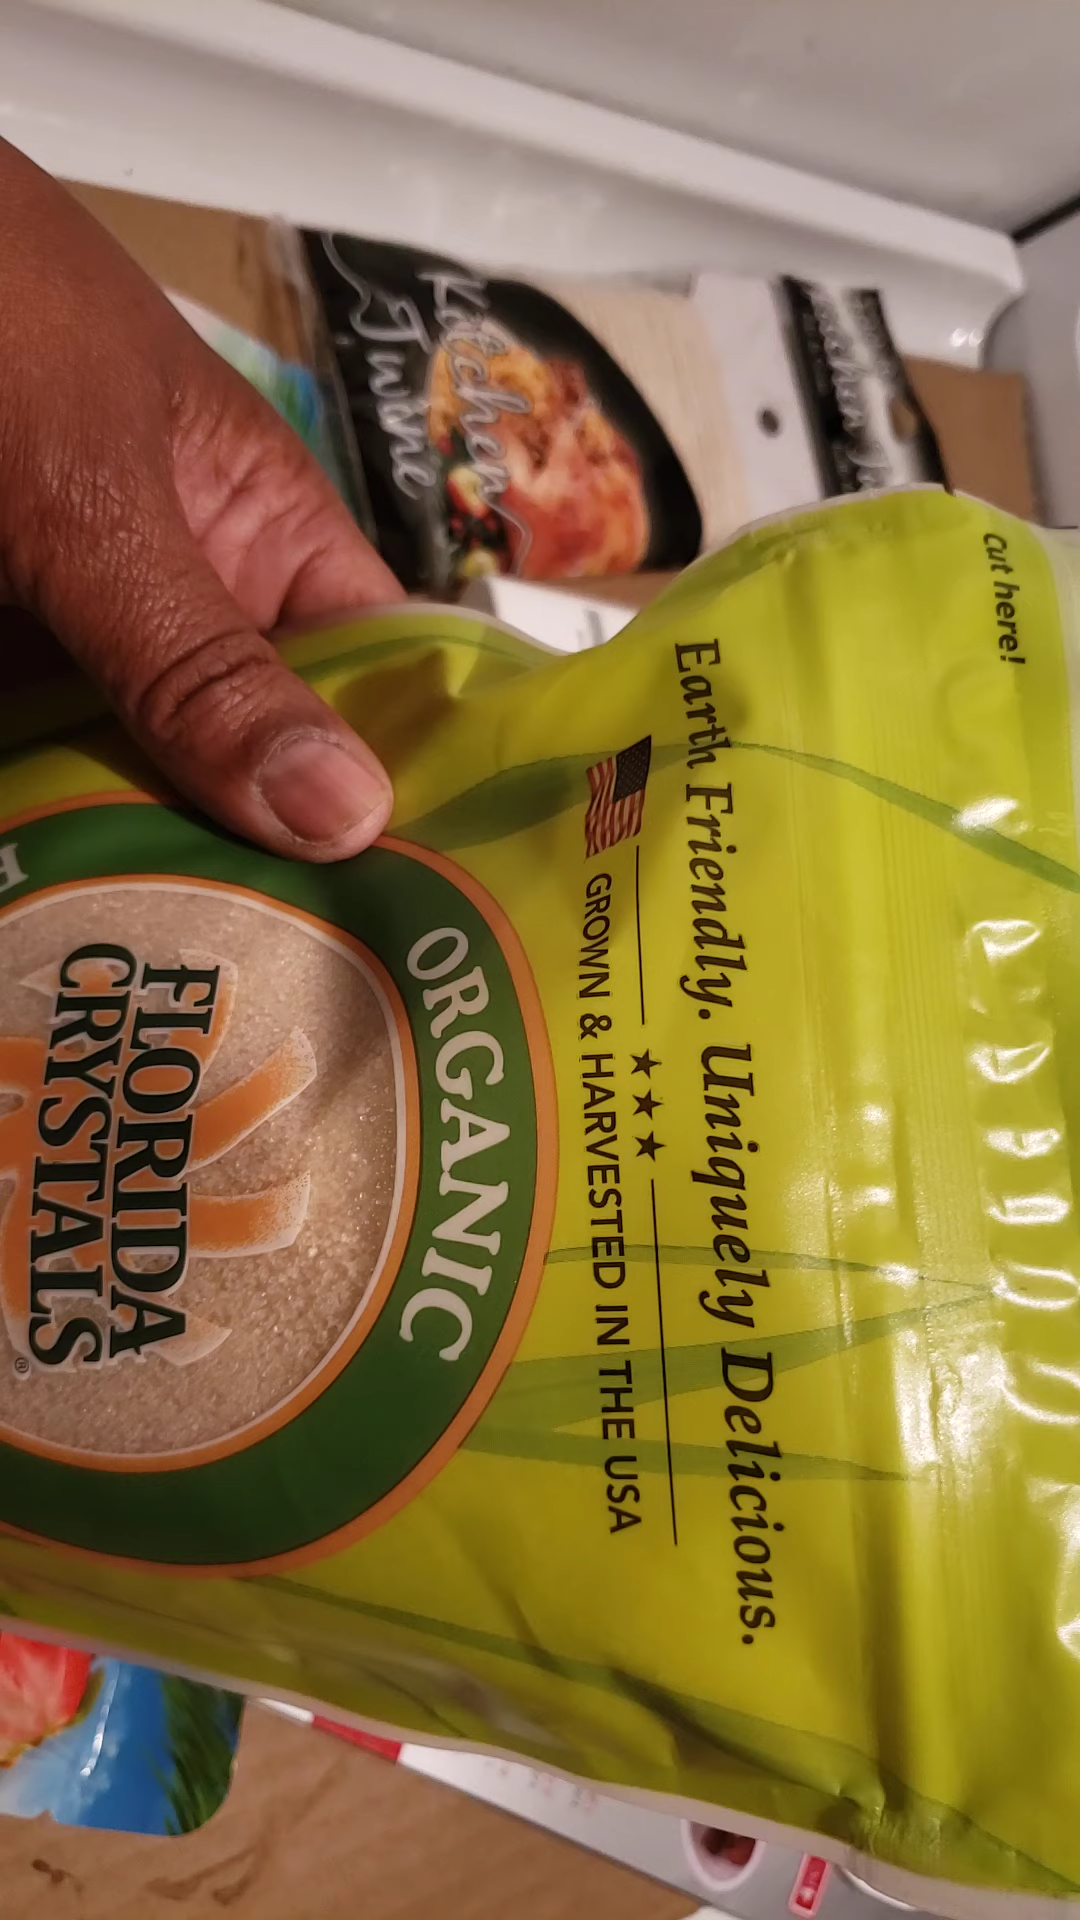 Cut here!
Earth Friendly. Uniquely Delicious.
GROWN & HARVESTED IN THE USA
ORGANIC
FLORIDA
CRYSTALS®
Kitchen
Twine